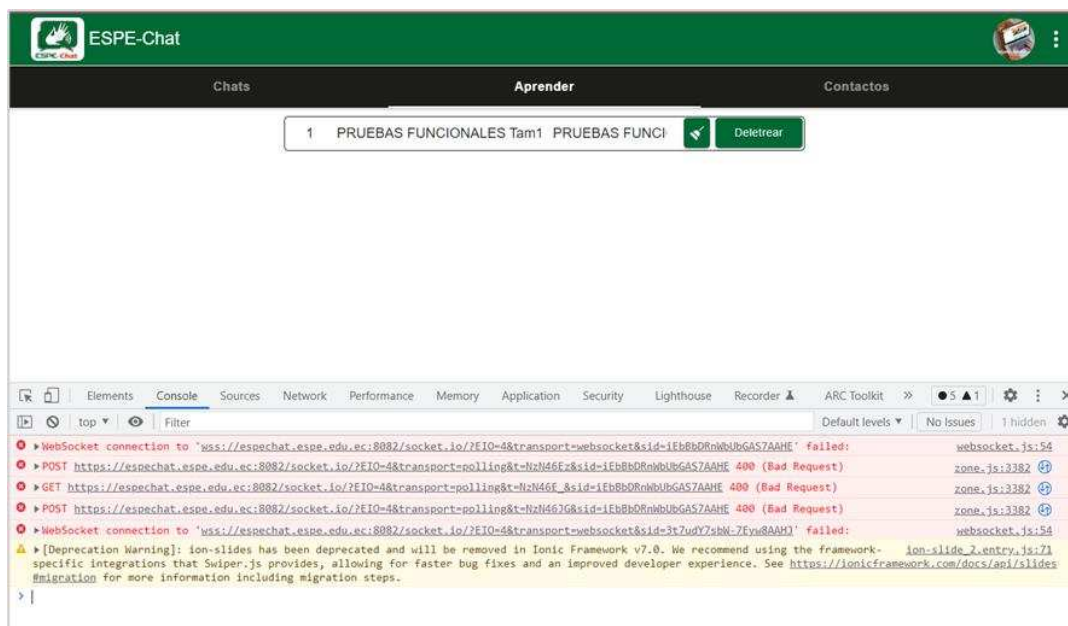 ESPE-Chat
ESPE-Chat
Chats Aprender Contactos
1 PRUEBAS FUNCIONALES Tam1 PRUEBAS FUNCI Deletrear
Elements Console Sources Network Performance Memory Application Security Lighthouse Recorder ARC Toolkit » 5 1
top Filter Default levels No Issues 1 hidden
WebSocket connection to 'wss://espechat.espe.edu.ec:8082/socket.io/?EIO=4&transport=websocket&sid=iEbBbDRnWbUbGAS7AAHE' failed: websocket.js:54
POST https://espechat.espe.edu.ec:8082/socket.io/?EIO=4&transport=polling&t=NzN46Ez&sid=iEbBbDRnWbUbGAS7AAHE 400 (Bad Request) zone.js:3382
GET https://espechat.espe.edu.ec:8082/socket.io/?EIO=4&transport=polling&t=NzN46E_&sid=iEbBbDRnWbUbGAS7AAHE 400 (Bad Request) zone.js:3382
POST https://espechat.espe.edu.ec:8082/socket.io/?EIO=4&transport=polling&t=NzN46JG&sid=iEbBbDRnWbUbGAS7AAHE 400 (Bad Request) zone.js:3382
WebSocket connection to 'wss://espechat.espe.edu.ec:8082/socket.io/?EIO=4&transport=websocket&sid=3t7udY7sbW-7Eyw8AAHJ' failed: websocket.js:54
[Deprecation Warning]: ion-slides has been deprecated and will be removed in Ionic Framework v7.0. We recommend using the framework- ion-slide_2.entry.js:71
specific integrations that Swiper.js provides, allowing for faster bug fixes and an improved developer experience. See https://ionicframework.com/docs/api/slides
#migration for more information including migration steps.